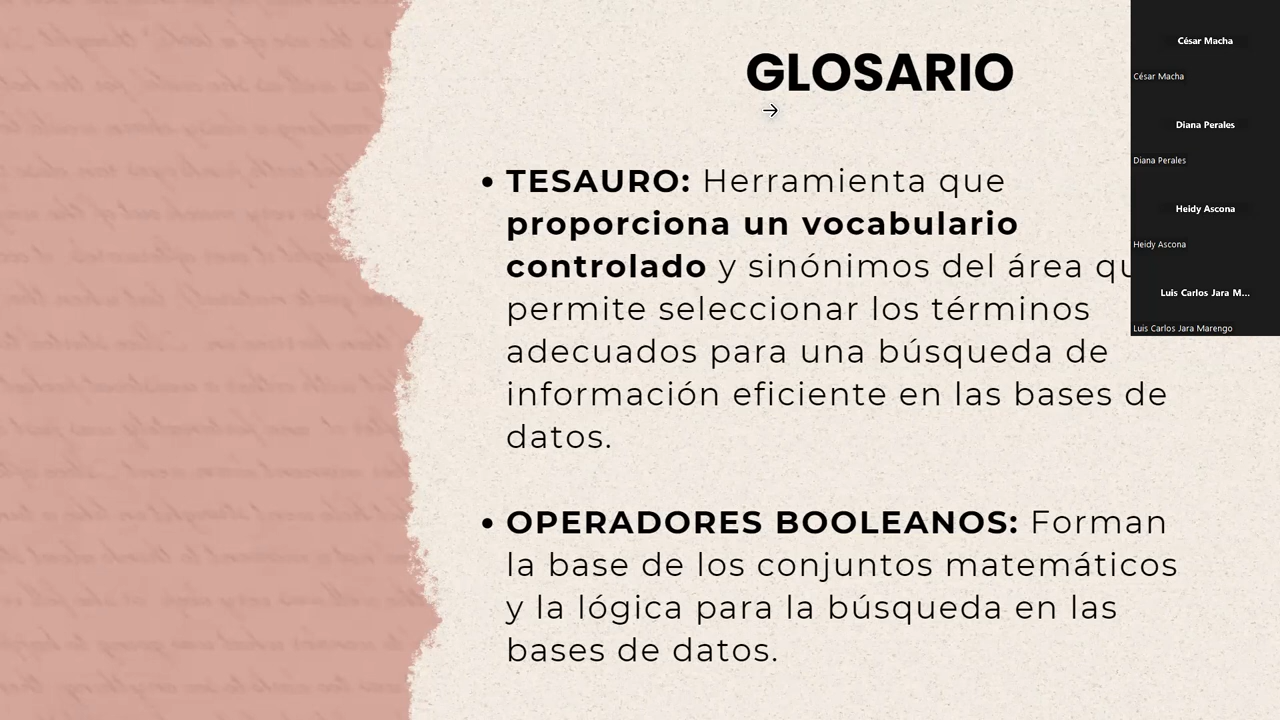 GLOSARIO
• TESAURO: Herramienta que
proporciona un vocabulario
controlado y sinónimos del área
permite seleccionar los términos
adecuados para una búsqueda de
información eficiente en las bases de
datos.
• OPERADORES BOOLEANOS: Forman
la base de los conjuntos matemáticos
y la lógica para la búsqueda en las
bases de datos.
César Macha
César Macha
Diana Perales
Diana Perales
Heidy Ascona
Heidy Ascona
Luis Carlos Jara M...
Luis Carlos Jara Marengo